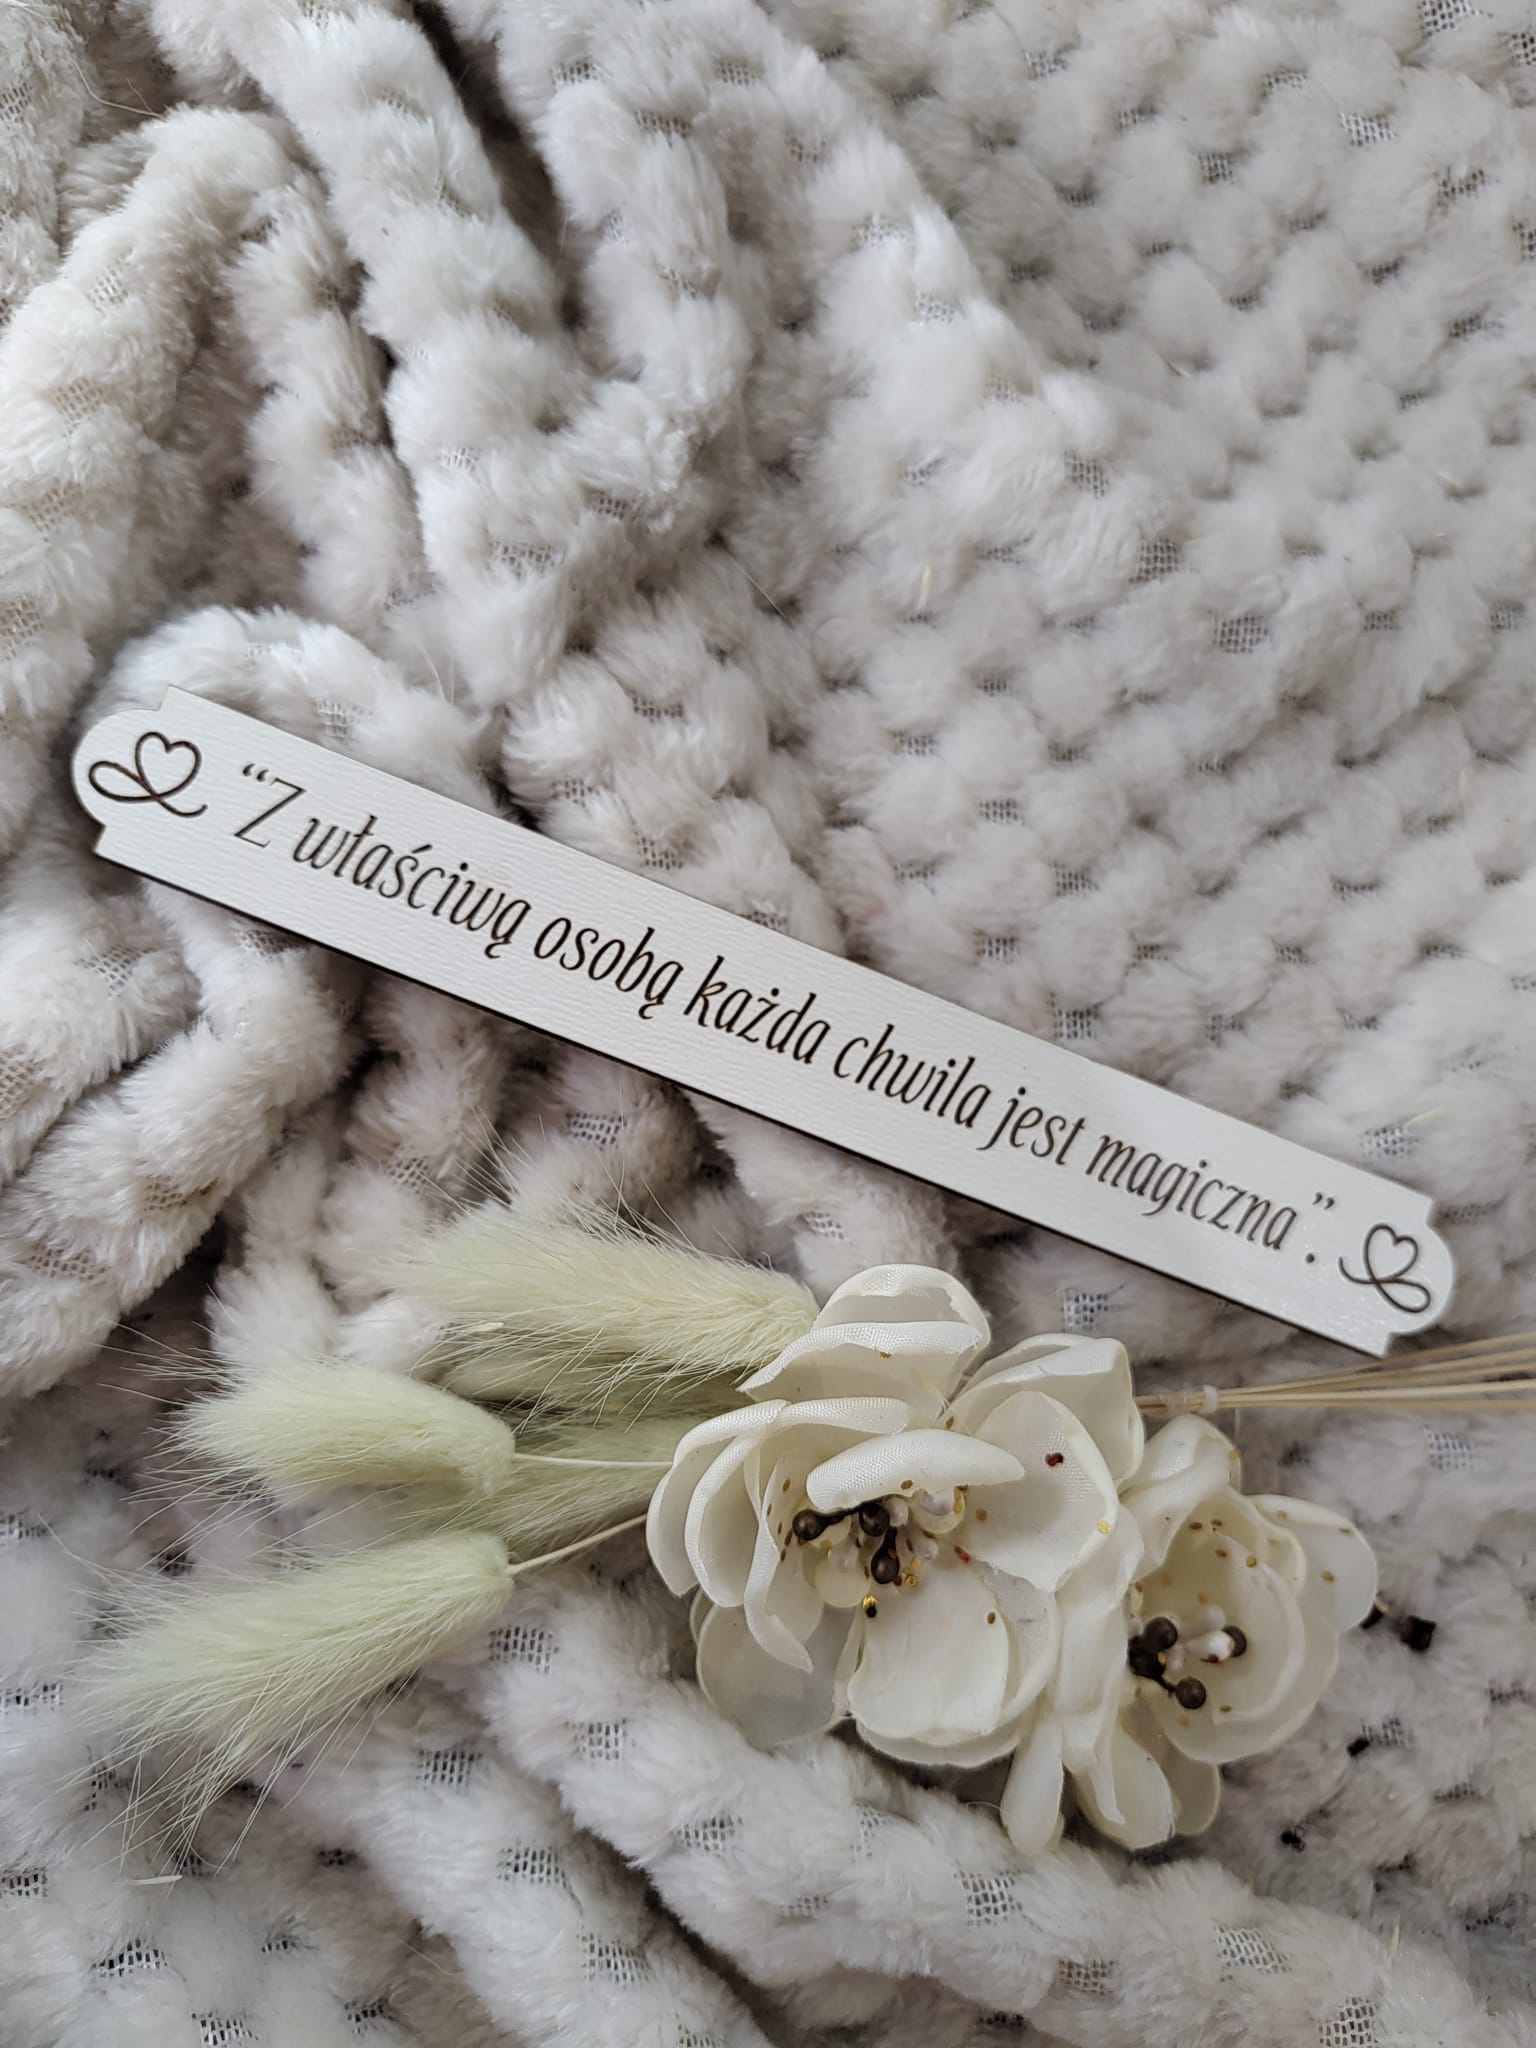 “Z właściwą osobą każda chwila jest magiczna”.